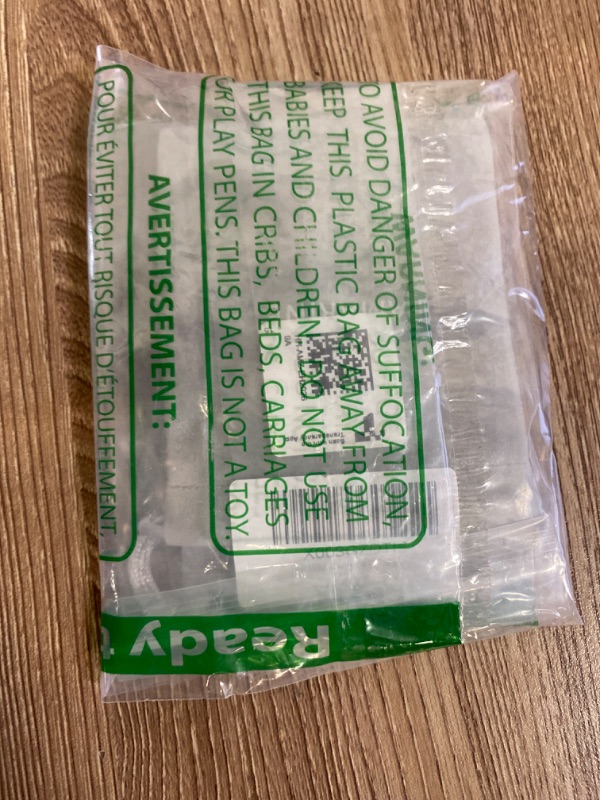 TO AVOID DANGER OF SUFFOCATION,
KEEP THIS PLASTIC BAG AWAY FROM
BABIES AND CHILDREN. DO NOT USE
THIS BAG IN CRIBS, BEDS, CARRIAGES
OR PLAY PENS. THIS BAG IS NOT A TOY.
AVERTISSEMENT:
POUR ÉVITER TOUT RISQUE D'ÉTOUFFEMENT,
Ready t